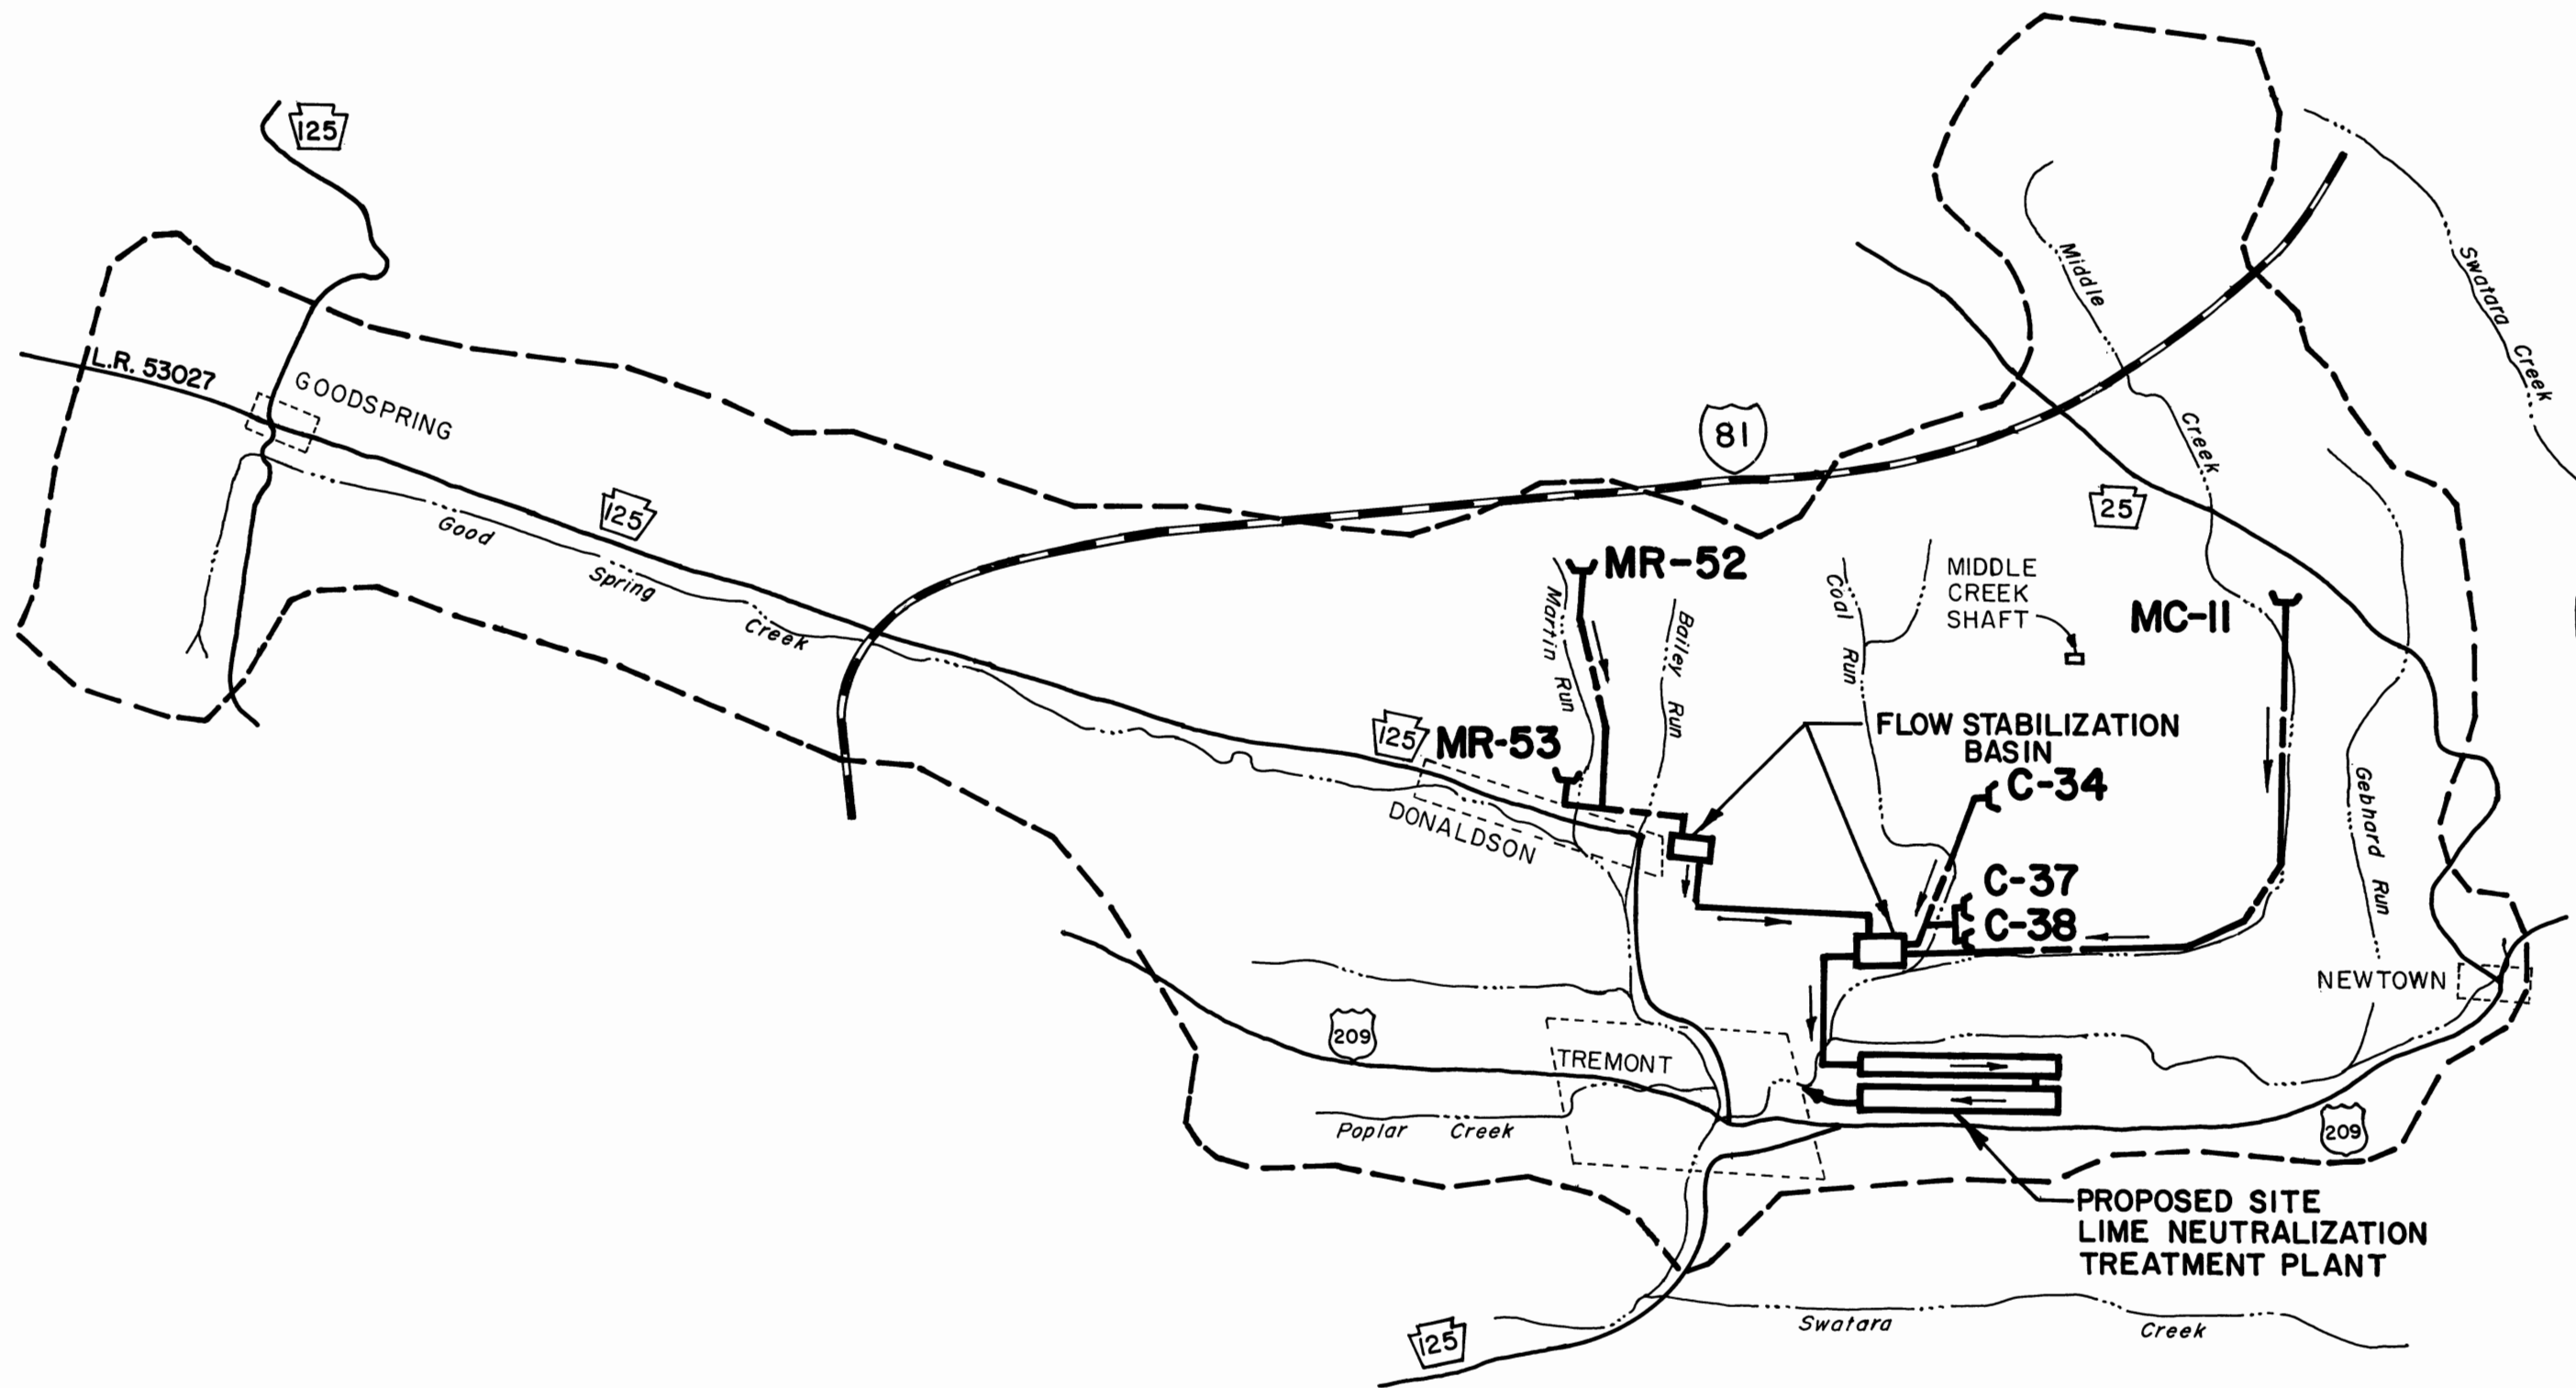 125
L.R. 53027
GOODSPRING
125
Good
Spring
Creek
81
Middle
Creek
Swatara Creek
25
MR-52
Martin Run
Bailey Run
Coal Run
MIDDLE
CREEK
SHAFT
MC-11
125
MR-53
DONALDSON
FLOW STABILIZATION
BASIN
C-34
C-37
C-38
Gebhard Run
NEWTOWN
209
TREMONT
Poplar Creek
209
PROPOSED SITE
LIME NEUTRALIZATION
TREATMENT PLANT
125
Swatara Creek